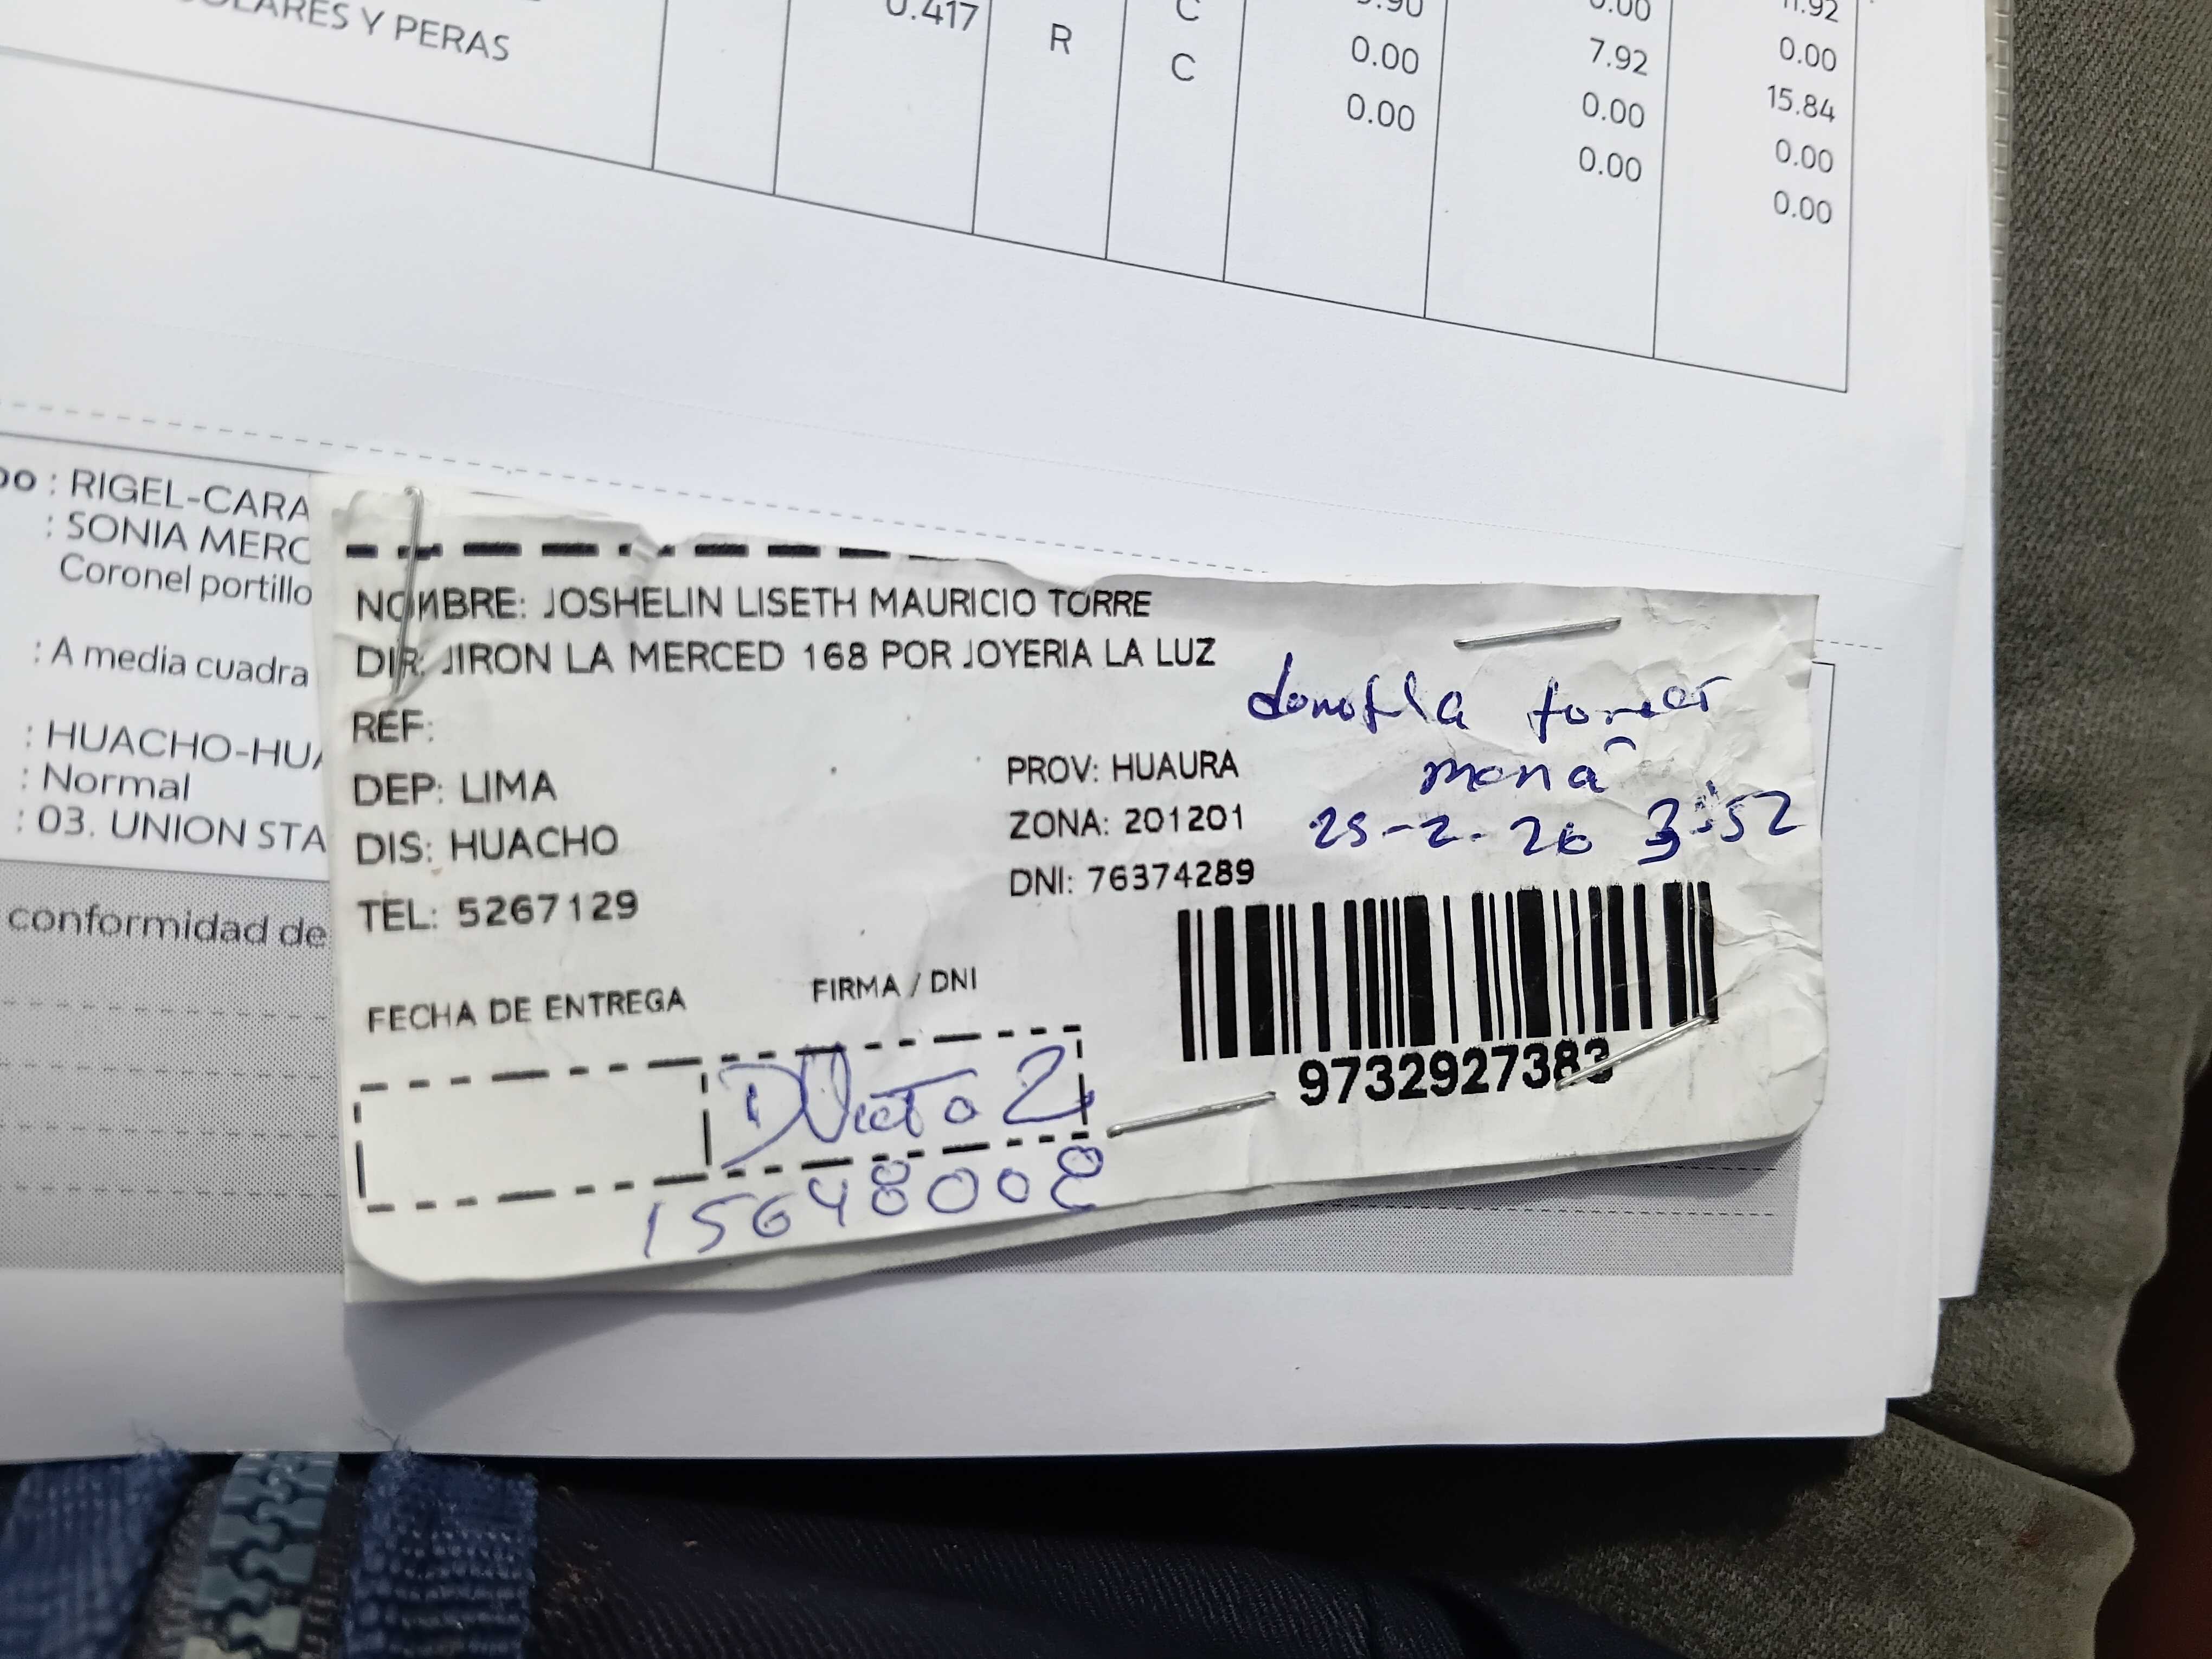 OLARES Y PERAS
0.417 R C 0.00 7.92 0.00
C 0.00 0.00 15.84
0.00 0.00
0.00
: RIGEL-CARA
: SONIA MERC
Coronel portillo
: A media cuadra
: HUACHO-HUA
: Normal
: 03. UNION STA
conformidad de
NOMBRE: JOSHELIN LISETH MAURICIO TORRE
DIR: JIRON LA MERCED 168 POR JOYERIA LA LUZ
REF:
DEP: LIMA PROV: HUAURA
DIS: HUACHO ZONA: 201201
TEL: 5267129 DNI: 76374289
mamá
25-2-26 3:52
FECHA DE ENTREGA FIRMA / DNI
15648008
9732927383